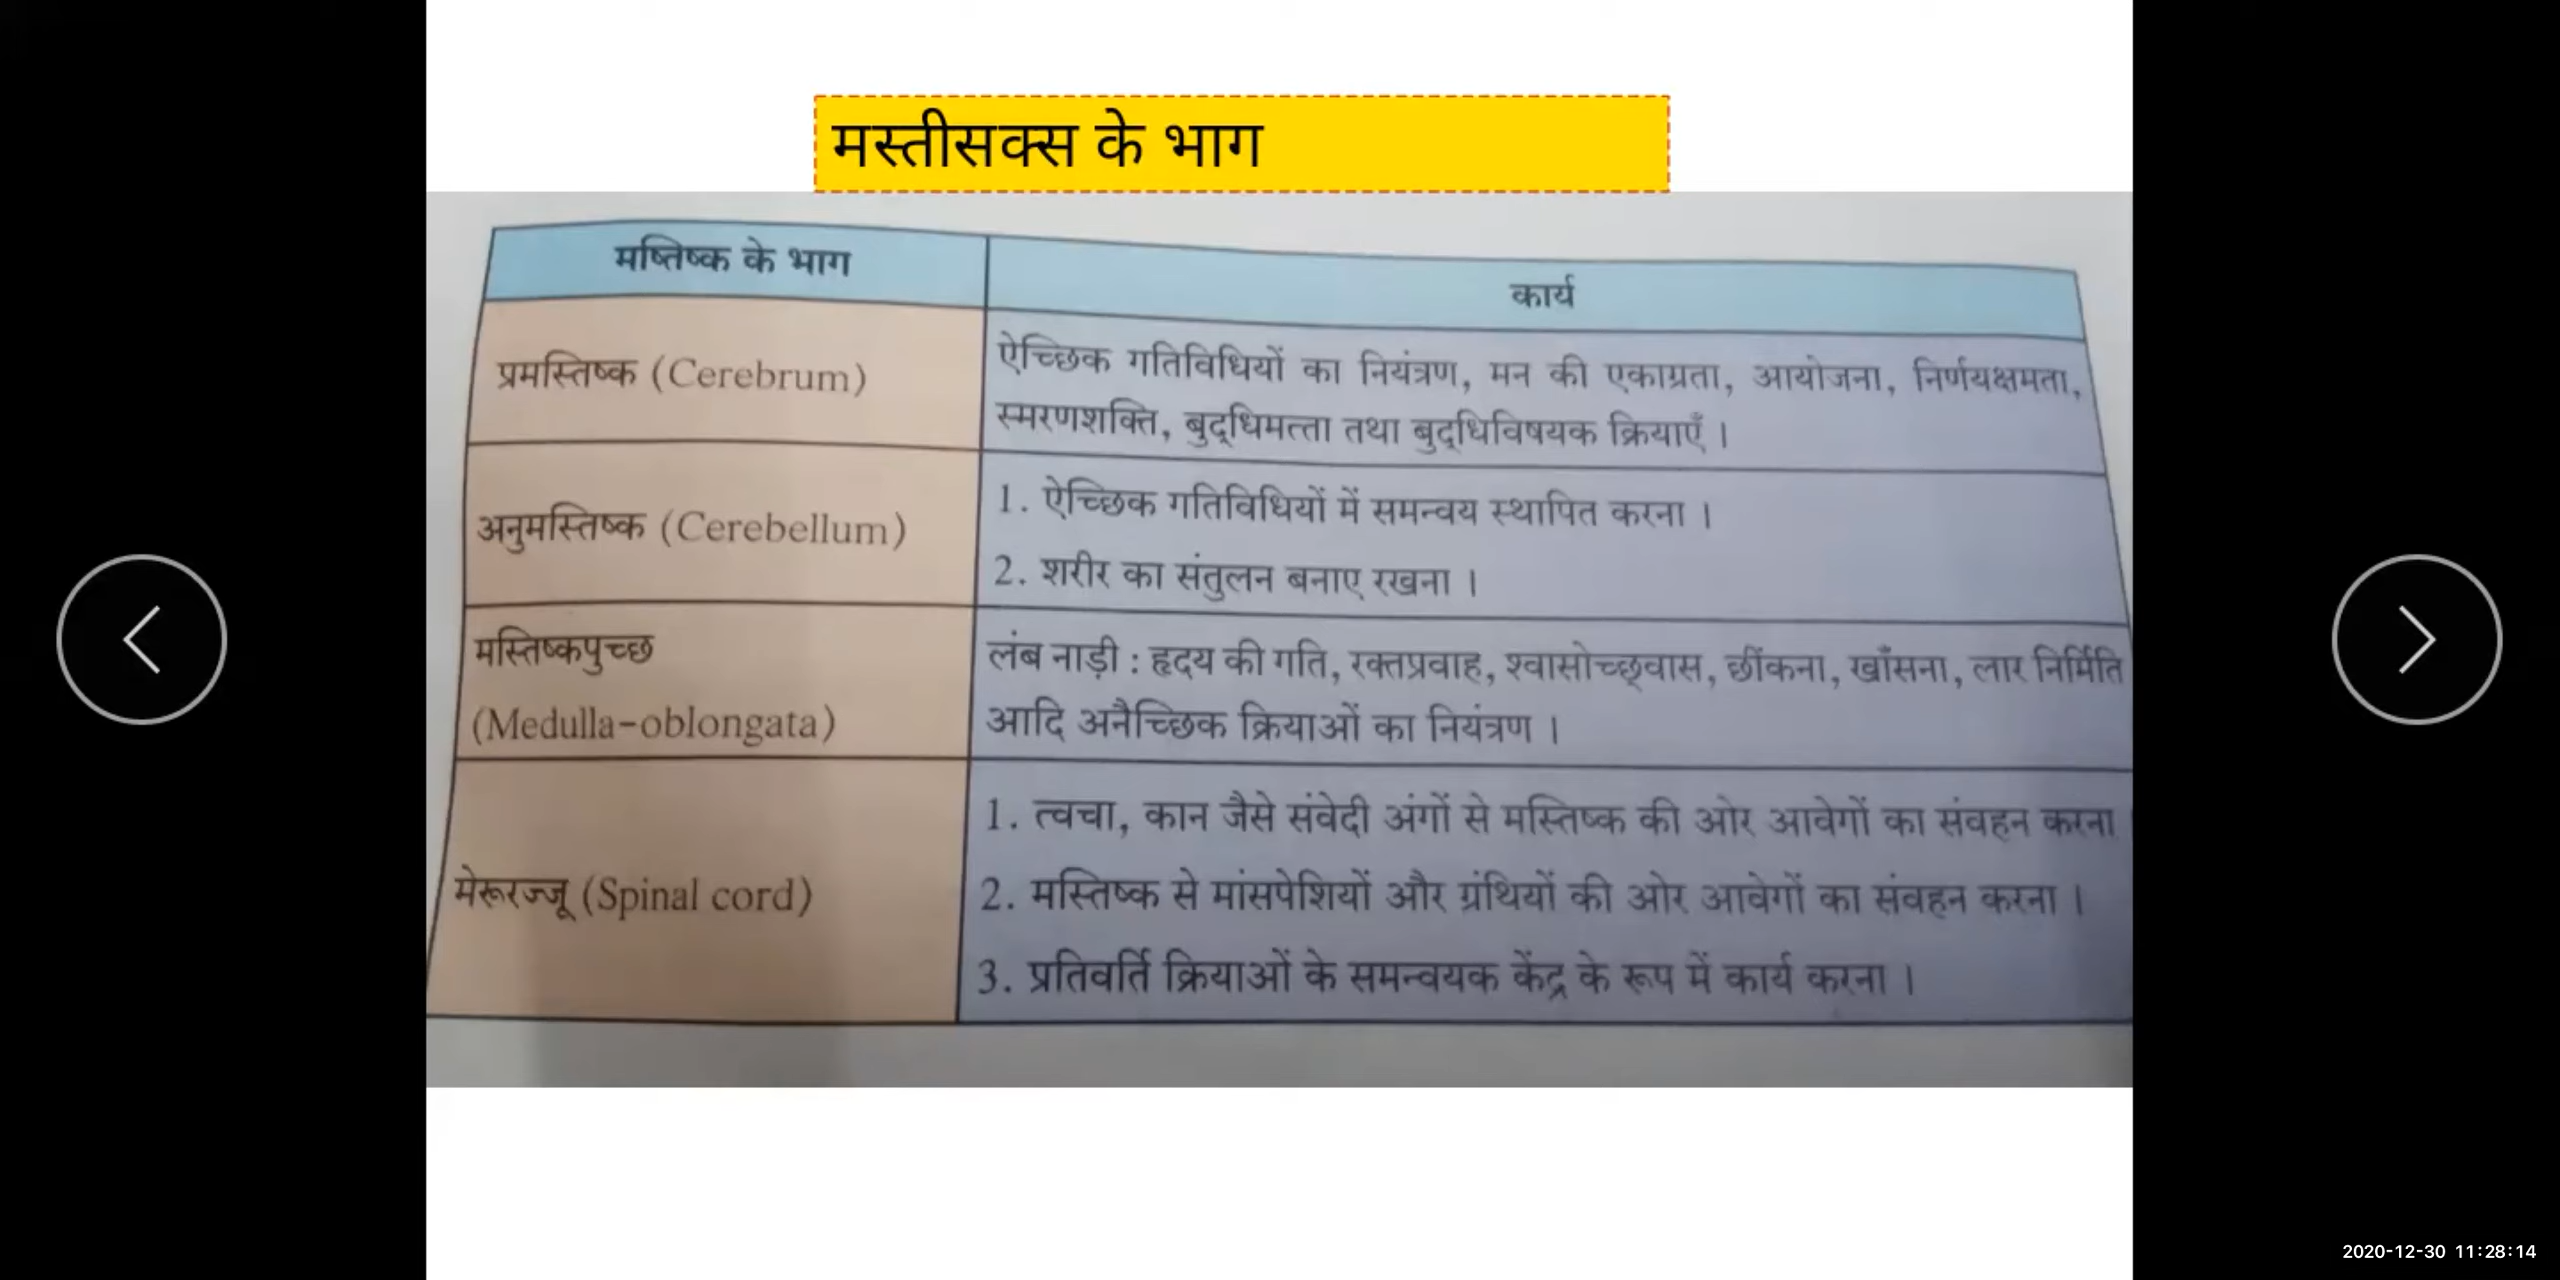 मस्तीसक्स के भाग
मष्तिष्क के भाग
कार्य
प्रमस्तिष्क (Cerebrum)
ऐच्छिक गतिविधियों का नियंत्रण, मन की एकाग्रता, आयोजना, निर्णयक्षमता,
स्मरणशक्ति, बुद्‌धिमत्ता तथा बुद्‌धिविषयक क्रियाएँ ।
अनुमस्तिष्क (Cerebellum)
1. ऐच्छिक गतिविधियों में समन्वय स्थापित करना ।
2. शरीर का संतुलन बनाए रखना ।
मस्तिष्कपुच्छ
(Medulla-oblongata)
लंब नाड़ी : हृदय की गति, रक्तप्रवाह, श्वासोच्छ्‌वास, छींकना, खाँसना, लार निर्मिति
आदि अनैच्छिक क्रियाओं का नियंत्रण ।
मेरूरज्जू (Spinal cord)
1. त्वचा, कान जैसे संवेदी अंगों से मस्तिष्क की ओर आवेगों का संवहन करना
2. मस्तिष्क से मांसपेशियों और ग्रंथियों की ओर आवेगों का संवहन करना ।
3. प्रतिवर्ति क्रियाओं के समन्वयक केंद्र के रूप में कार्य करना ।
2020-12-30 11:28:14